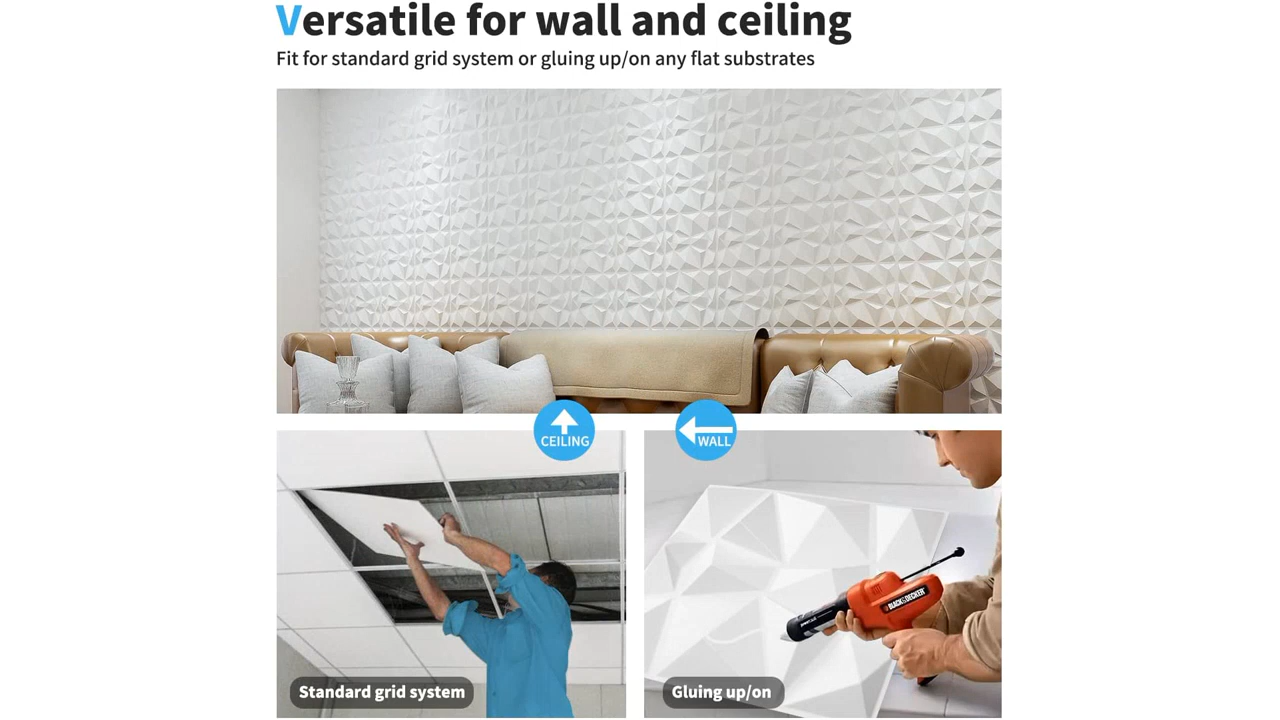 Versatile for wall and ceiling
Fit for standard grid system or gluing up/on any flat substrates
CEILING
WALL
BLACK&DECKER
Standard grid system
Gluing up/on